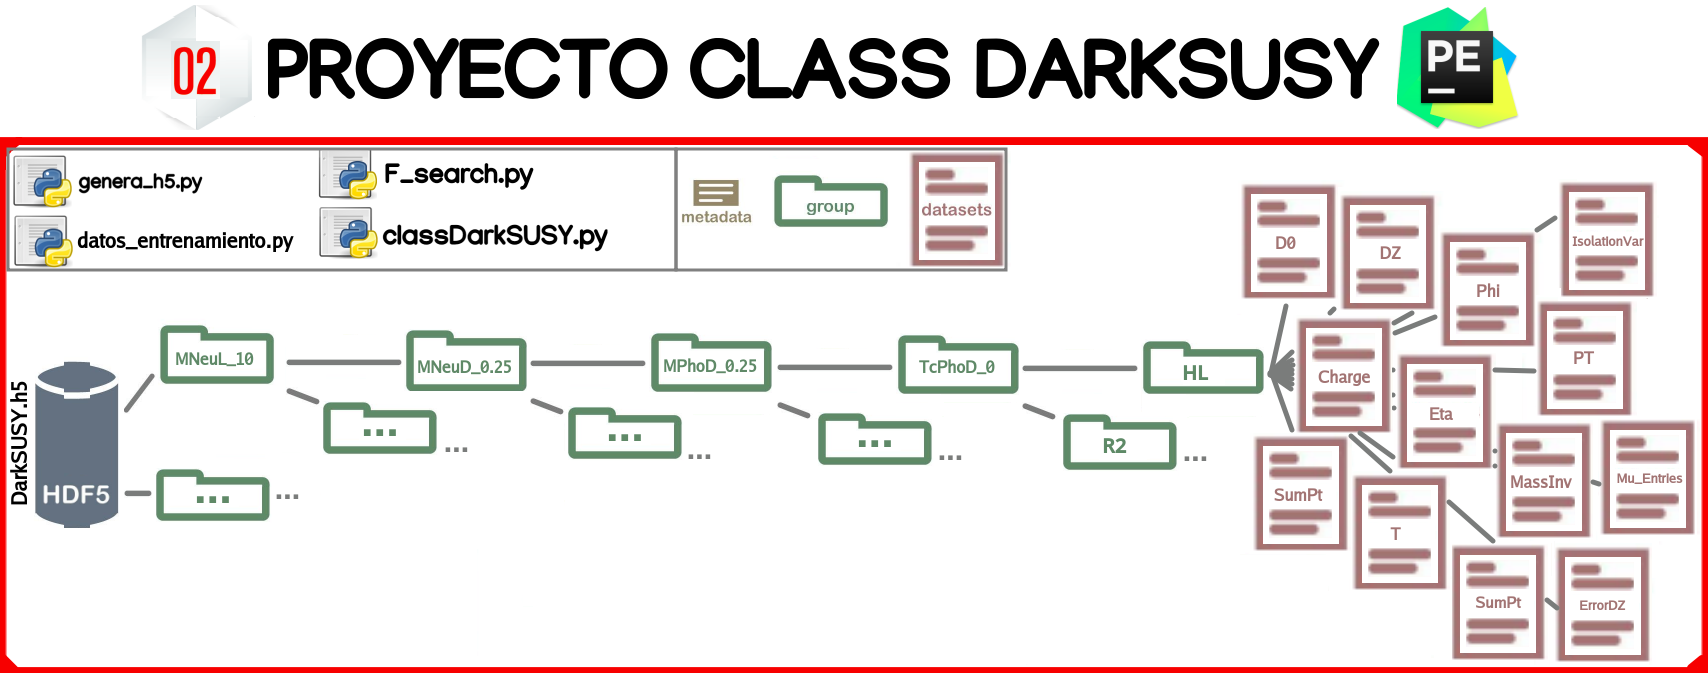 02
PROYECTO CLASS DARKSUSY
PE
genera_h5.py
F_search.py
datos_entrenamiento.py
classDarkSUSY.py
metadata
group
datasets
DarkSUSY.h5
HDF5
MNeuL_10
MNeuD_0.25
MPhoD_0.25
TcPhoD_0
HL
...
...
...
...
...
...
...
R2
...
...
D0
DZ
Phi
IsolationVar
Charge
PT
Eta
SumPt
MassInv
Mu_Entries
T
SumPt
ErrorDZ